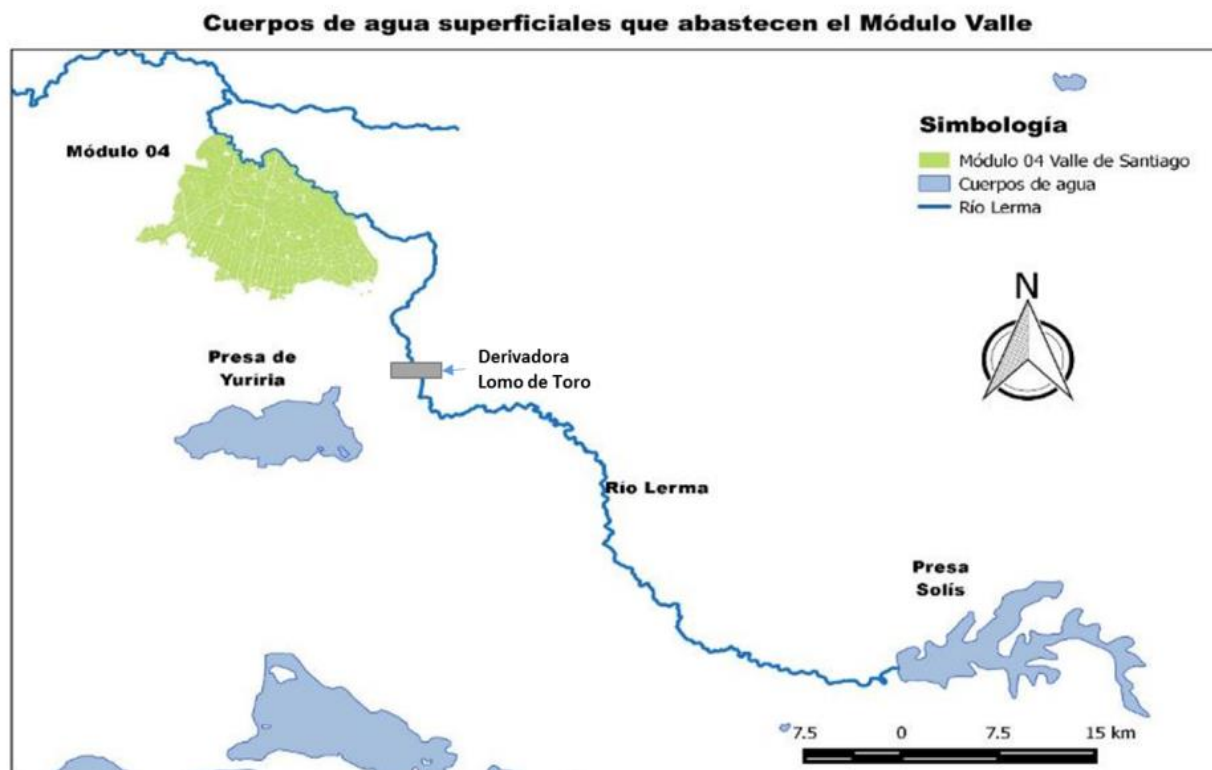 Cuerpos de agua superficiales que abastecen el Módulo Valle
Módulo 04
Simbología
Módulo 04 Valle de Santiago
Cuerpos de agua
Río Lerma
N
Presa de
Yuriria
Derivadora
Lomo de Toro
Río Lerma
Presa
Solís
7.5 0 7.5 15 km